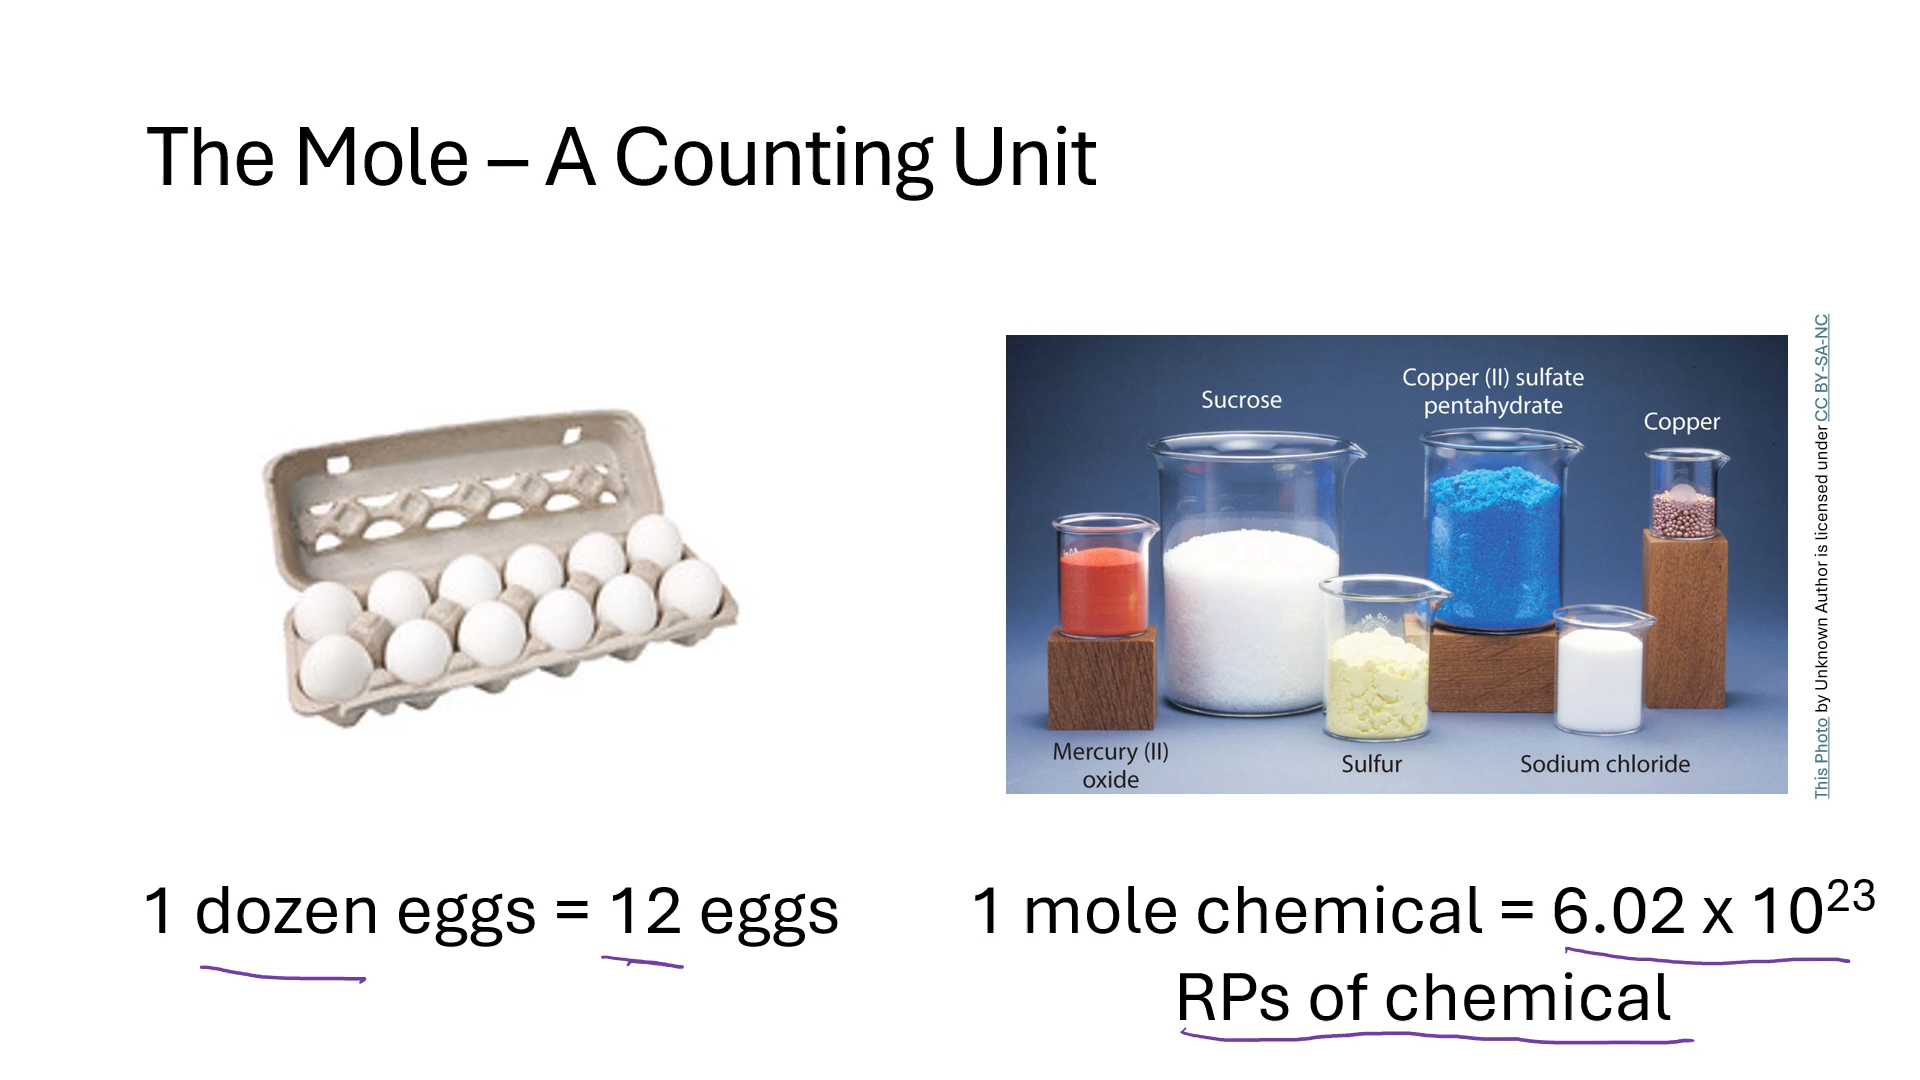 The Mole – A Counting Unit
Sucrose
Copper (II) sulfate
pentahydrate
Copper
Mercury (II)
oxide
Sulfur
Sodium chloride
This Photo by Unknown Author is licensed under CC BY-SA-NC
1 dozen eggs = 12 eggs
1 mole chemical = 6.02 x 10²³
RPs of chemical